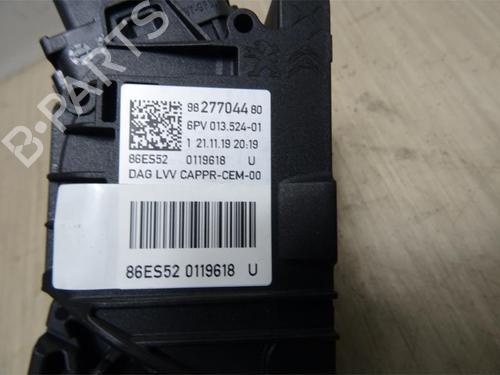 98 277044 80
6PV 013.524-01
1 21.11.19 20:19
86ES52 0119618 U
DAG LVV CAPPR-CEM-00
86ES52 0119618 U
B-PARTS